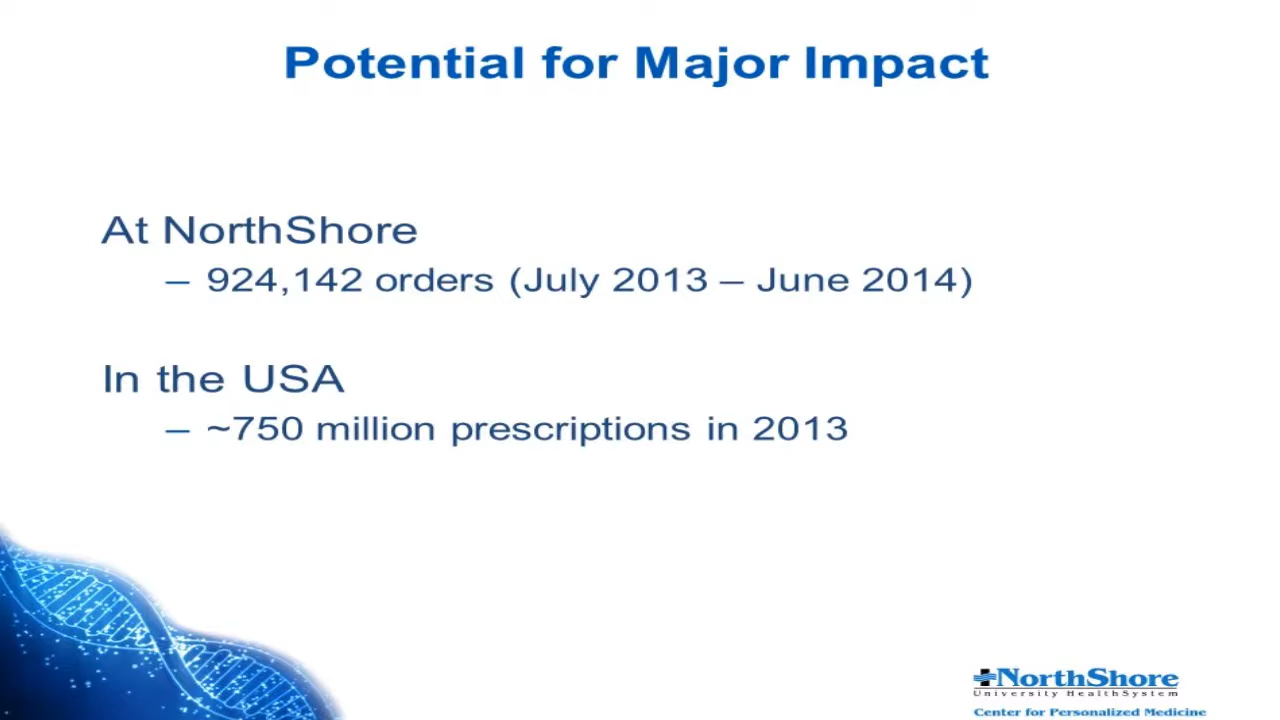 Potential for Major Impact
At NorthShore
– 924,142 orders (July 2013 – June 2014)
In the USA
– ~750 million prescriptions in 2013
NorthShore
University HealthSystem
Center for Personalized Medicine